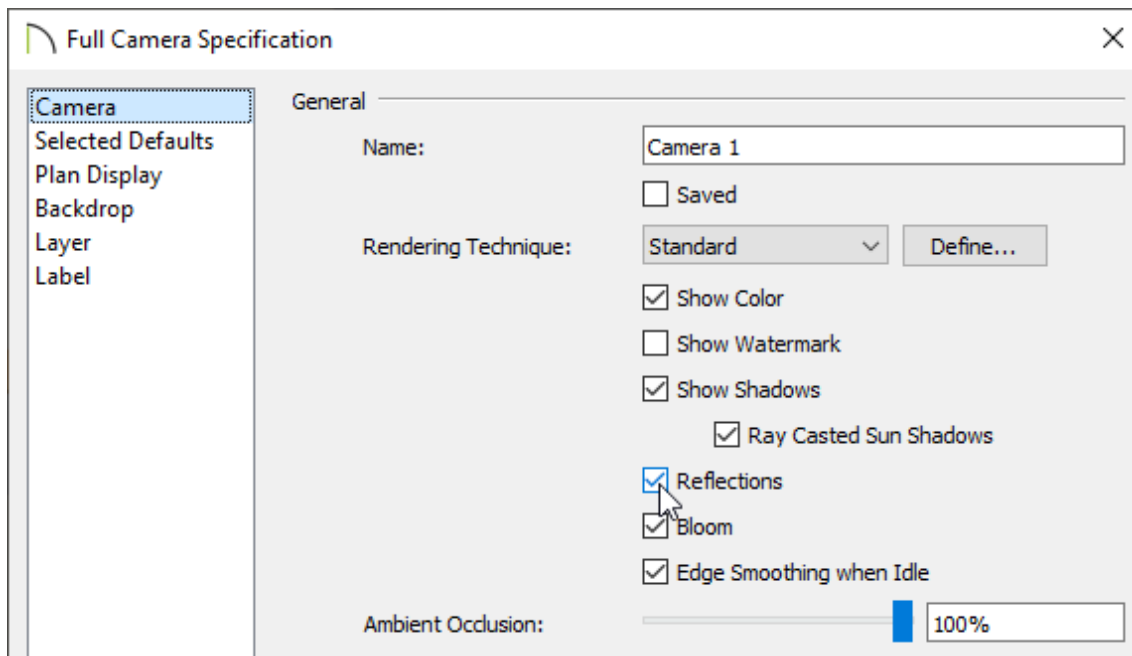 Full Camera Specification
Camera
Selected Defaults
Plan Display
Backdrop
Layer
Label
General
Name: Camera 1
Saved
Rendering Technique: Standard Define...
Show Color
Show Watermark
Show Shadows
Ray Casted Sun Shadows
Reflections
Bloom
Edge Smoothing when Idle
Ambient Occlusion: 100%